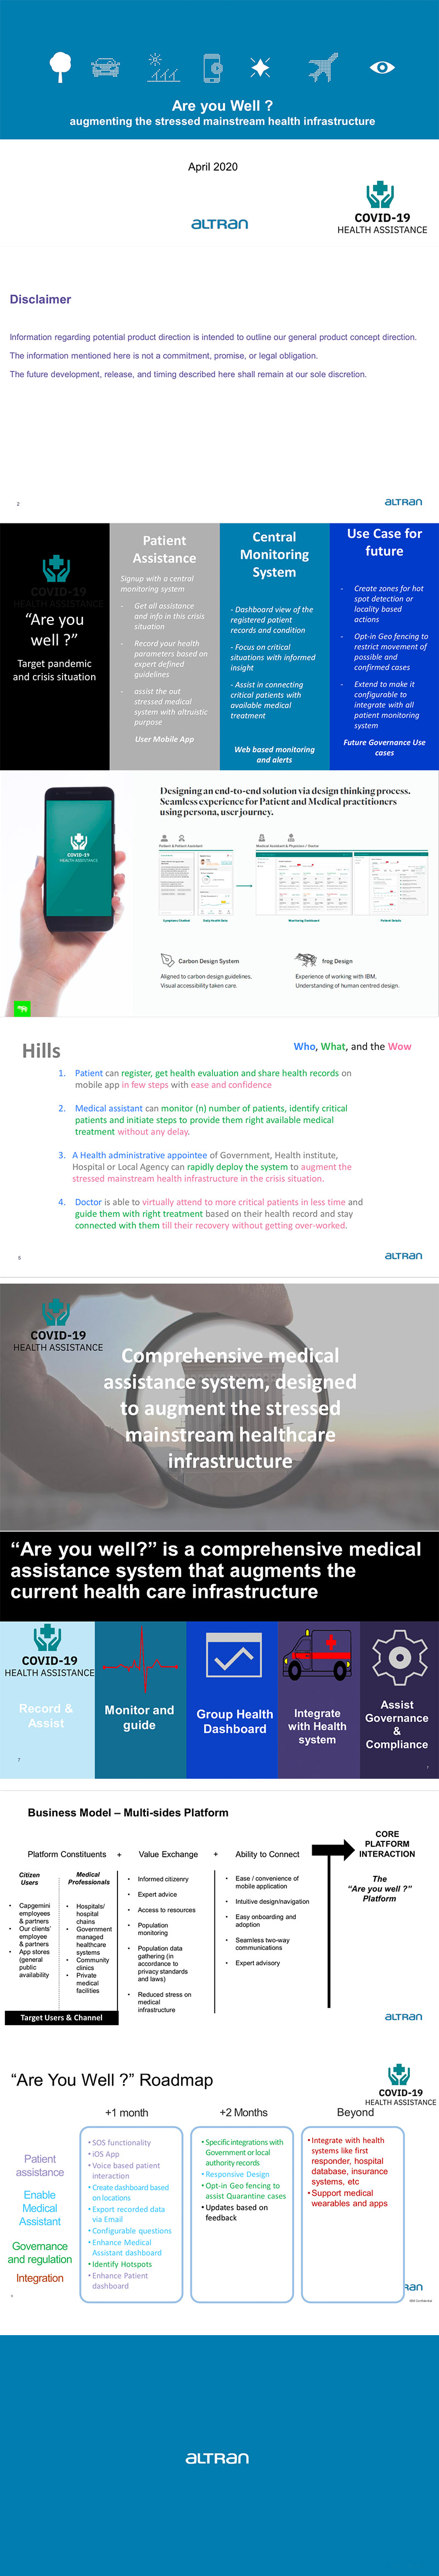 Are you Well ?
augmenting the stressed mainstream health infrastructure
April 2020
altran
COVID-19
HEALTH ASSISTANCE
Disclaimer
Information regarding potential product direction is intended to outline our general product concept direction.
The information mentioned here is not a commitment, promise, or legal obligation.
The future development, release, and timing described here shall remain at our sole discretion.
2
altran
COVID-19
HEALTH ASSISTANCE
“Are you
well ?”
Target pandemic
and crisis situation
Patient
Assistance
Signup with a central
monitoring system
- Get all assistance
and info in this crisis
situation
- Record your health
parameters based on
expert defined
guidelines
- assist the out
stressed medical
system with altruistic
purpose
User Mobile App
Central
Monitoring
System
- Dashboard view of the
registered patient
records and condition
- Focus on critical
situations with informed
insight
- Assist in connecting
critical patients with
available medical
treatment
Web based monitoring
and alerts
Use Case for
future
- Create zones for hot
spot detection or
locality based
actions
- Opt-in Geo fencing to
restrict movement of
possible and
confirmed cases
- Extend to make it
configurable to
integrate with all
patient monitoring
system
Future Governance Use
cases
COVID-19
HEALTH ASSISTANCE
Designing an end-to-end solution via design thinking process.
Seamless experience for Patient and Medical practitioners
using persona, user journey.
Patient & Patient Assistant
Medical Assistant & Physician / Doctor
Symptoms Chatbot
Daily Health Data
Monitoring Dashboard
Patient Details
Carbon Design System
Aligned to carbon design guidelines.
Visual accessibility taken care.
frog Design
Experience of working with IBM.
Understanding of human centred design.
Hills
Who, What, and the Wow
1. Patient can register, get health evaluation and share health records on
mobile app in few steps with ease and confidence
2. Medical assistant can monitor (n) number of patients, identify critical
patients and initiate steps to provide them right available medical
treatment without any delay.
3. A Health administrative appointee of Government, Health institute,
Hospital or Local Agency can rapidly deploy the system to augment the
stressed mainstream health infrastructure in the crisis situation.
4. Doctor is able to virtually attend to more critical patients in less time and
guide them with right treatment based on their health record and stay
connected with them till their recovery without getting over-worked.
5
altran
COVID-19
HEALTH ASSISTANCE
Comprehensive medical
assistance system, designed
to augment the stressed
mainstream healthcare
infrastructure
“Are you well?” is a comprehensive medical
assistance system that augments the
current health care infrastructure
COVID-19
HEALTH ASSISTANCE
Record &
Assist
Monitor and
guide
Group Health
Dashboard
Integrate
with Health
system
Assist
Governance
&
Compliance
7
7
Business Model – Multi-sides Platform
Platform Constituents + Value Exchange + Ability to Connect
CORE
PLATFORM
INTERACTION
The
“Are you well ?”
Platform
Citizen
Users
• Capgemini
employees
& partners
• Our clients’
employee
& partners
• App stores
(general
public
availability
Medical
Professionals
• Hospitals/
hospital
chains
• Government
managed
healthcare
systems
• Community
clinics
• Private
medical
facilities
• Informed citizenry
• Expert advice
• Access to resources
• Population
monitoring
• Population data
gathering (in
accordance to
privacy standards
and laws)
• Reduced stress on
medical
infrastructure
• Ease / convenience of
mobile application
• Intuitive design/navigation
• Easy onboarding and
adoption
• Seamless two-way
communications
• Expert advisory
Target Users & Channel
altran
“Are You Well ?” Roadmap
COVID-19
HEALTH ASSISTANCE
+1 month
+2 Months
Beyond
Patient
assistance
Enable
Medical
Assistant
Governance
and regulation
Integration
• SOS functionality
• iOS App
• Voice based patient
interaction
• Create dashboard based
on locations
• Export recorded data
via Email
• Configurable questions
• Enhance Medical
Assistant dashboard
• Identify Hotspots
• Enhance Patient
dashboard
• Specific integrations with
Government or local
authority records
• Responsive Design
• Opt-in Geo fencing to
assist Quarantine cases
• Updates based on
feedback
• Integrate with health
systems like first
responder, hospital
database, insurance
systems, etc
• Support medical
wearables and apps
ran
altran